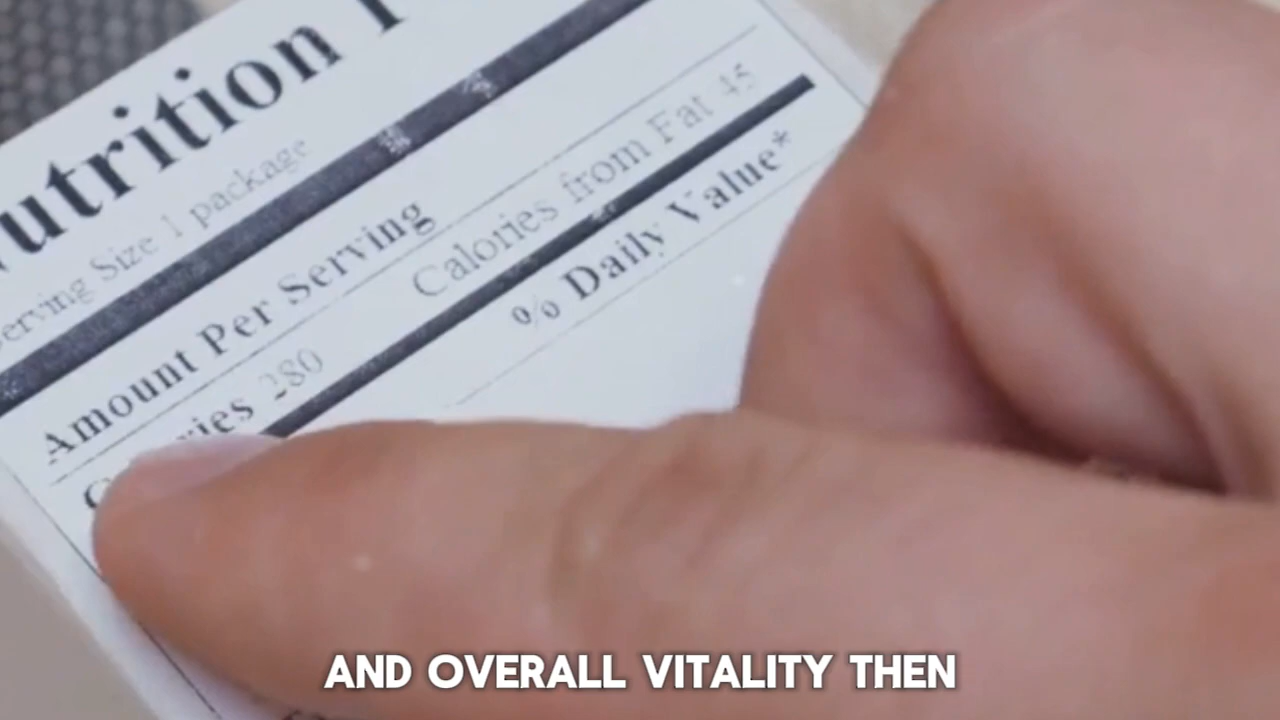 utrition
erving Size 1 package
Amount Per Serving
ries 280
Calories from Fat 45
% Daily Value*
AND OVERALL VITALITY THEN